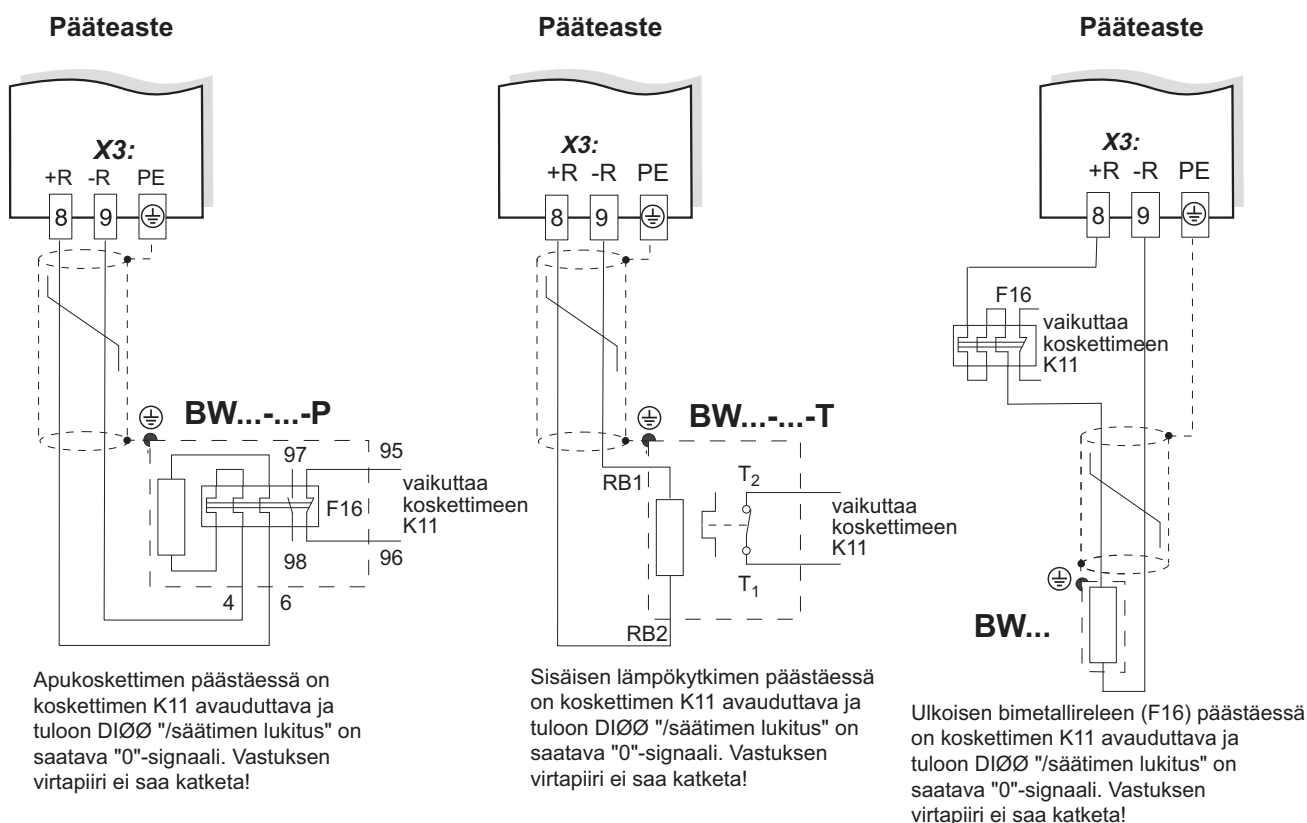 Pääteaste
X3:
+R -R PE
8 9
BW...-...-P
97 95
vaikuttaa
koskettimeen
K11
F16
98 96
4 6
Apukoskettimen päästäessä on
koskettimen K11 avauduttava ja
tuloon DIØØ "/säätimen lukitus" on
saatava "0"-signaali. Vastuksen
virtapiiri ei saa katketa!
Pääteaste
X3:
+R -R PE
8 9
BW...-...-T
RB1
T2
vaikuttaa
koskettimeen
K11
T1
RB2
Sisäisen lämpökytkimen päästäessä
on koskettimen K11 avauduttava ja
tuloon DIØØ "/säätimen lukitus" on
saatava "0"-signaali. Vastuksen
virtapiiri ei saa katketa!
Pääteaste
X3:
+R -R PE
8 9
F16
vaikuttaa
koskettimeen
K11
BW...
Ulkoisen bimetallireleen (F16) päästäessä
on koskettimen K11 avauduttava ja
tuloon DIØØ "/säätimen lukitus" on
saatava "0"-signaali. Vastuksen
virtapiiri ei saa katketa!